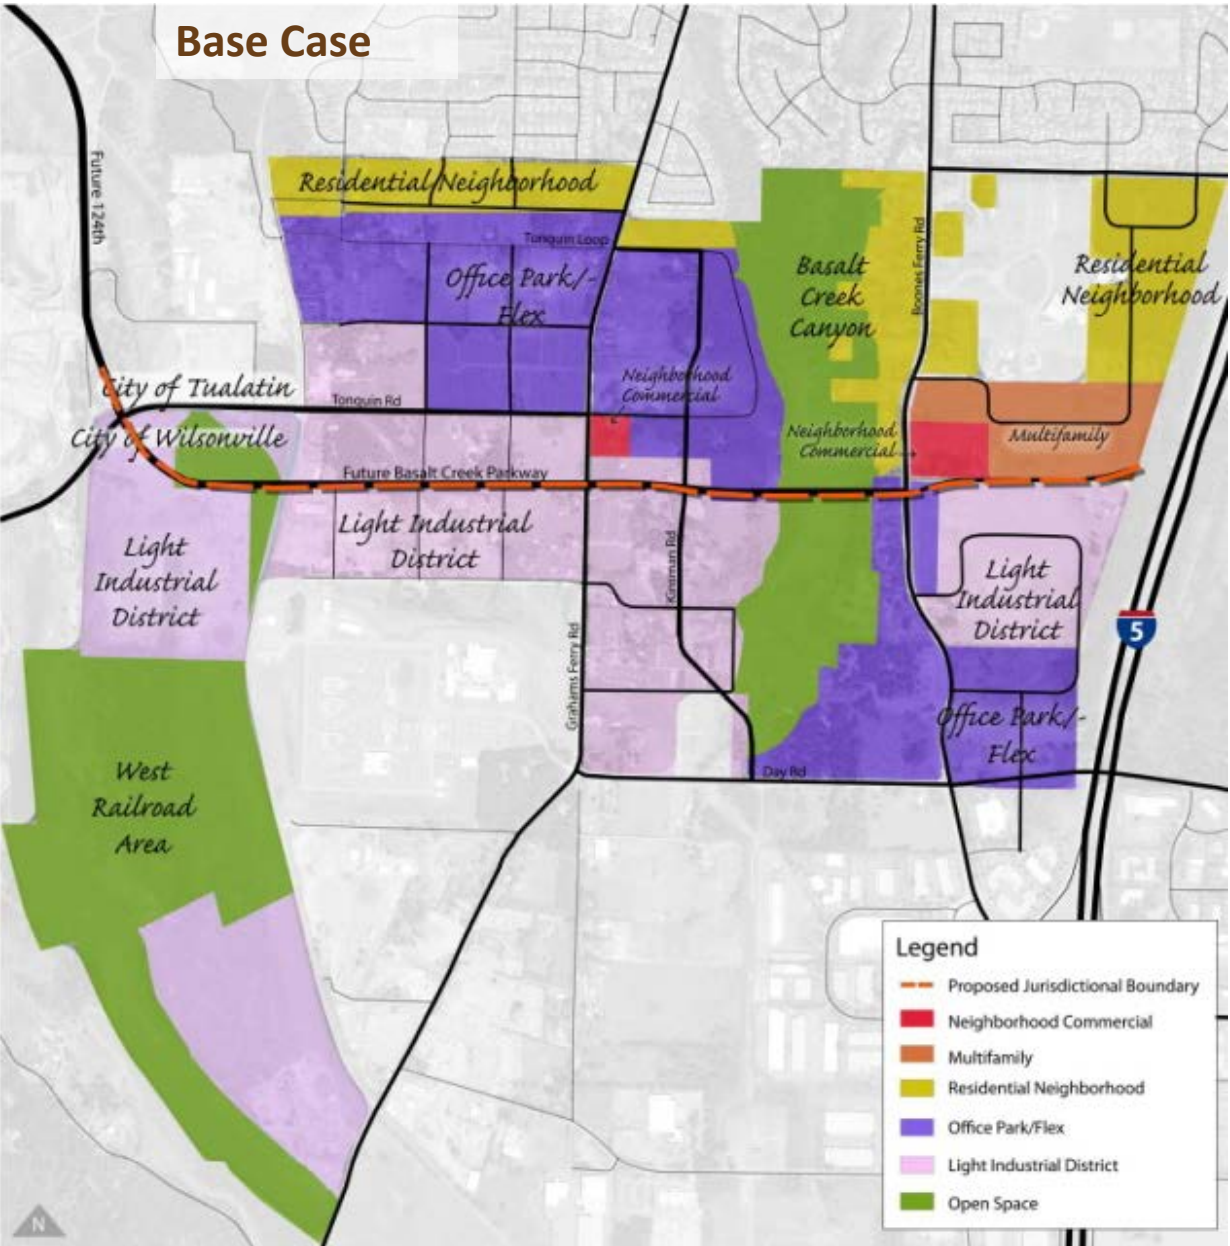 Base Case
Future 124th
Residential Neighborhood
Tonquin Loop
Office Park/-
Flex
Basalt
Creek
Canyon
Boones Ferry Rd
Residential
Neighborhood
Neighborhood
Commercial
City of Tualatin
Tonquin Rd
City of Wilsonville
Neighborhood
Commercial
Multifamily
Future Basalt Creek Parkway
Light Industrial
District
Light
Industrial
District
Kinsman Rd
Light
Industrial
District
5
Grahams Ferry Rd
Office Park/-
Flex
West
Railroad
Area
Day Rd
Legend
Proposed Jurisdictional Boundary
Neighborhood Commercial
Multifamily
Residential Neighborhood
Office Park/Flex
Light Industrial District
Open Space
N